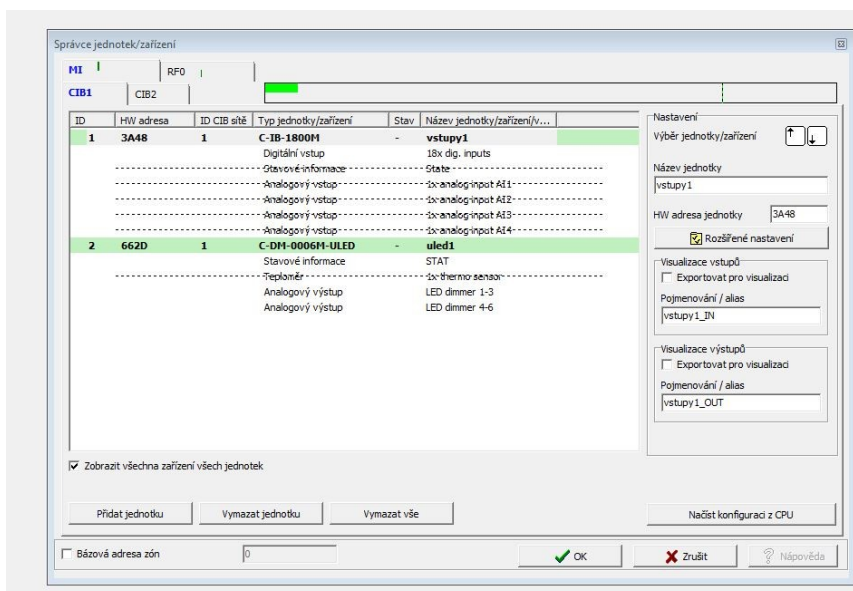 Správce jednotek/zařízení
MI RF0
CIB1 CIB2
ID HW adresa ID CIB sítě Typ jednotky/zařízení Stav Název jednotky/zařízení/v...
1 3A48 1 C-IB-1800M - vstupy1
Digitální vstup 18x dig. inputs
Stavové informace State
Analogový vstup 1x analog input AI1
Analogový vstup 1x analog input AI2
Analogový vstup 1x analog input AI3
Analogový vstup 1x analog input AI4
2 662D 1 C-DM-0006M-ULED - uled1
Stavové informace STAT
Teploměr 1x thermo sensor
Analogový výstup LED dimmer 1-3
Analogový výstup LED dimmer 4-6
Nastavení
Výběr jednotky/zařízení
Název jednotky
vstupy1
HW adresa jednotky 3A48
Rozšířené nastavení
Visualizace vstupů
Exportovat pro visualizaci
Pojmenování / alias
vstupy1_IN
Visualizace výstupů
Exportovat pro visualizaci
Pojmenování / alias
vstupy1_OUT
Zobrazit všechna zařízení všech jednotek
Přidat jednotku Vymazat jednotku Vymazat vše Načíst konfiguraci z CPU
Bázová adresa zón 0 OK Zrušit Nápověda